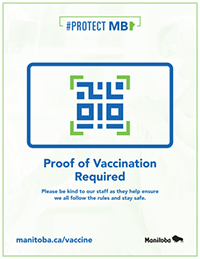 #PROTECT MB
Proof of Vaccination
Required
Please be kind to our staff as they help ensure
we all follow the rules and stay safe.
manitoba.ca/vaccine
Manitoba